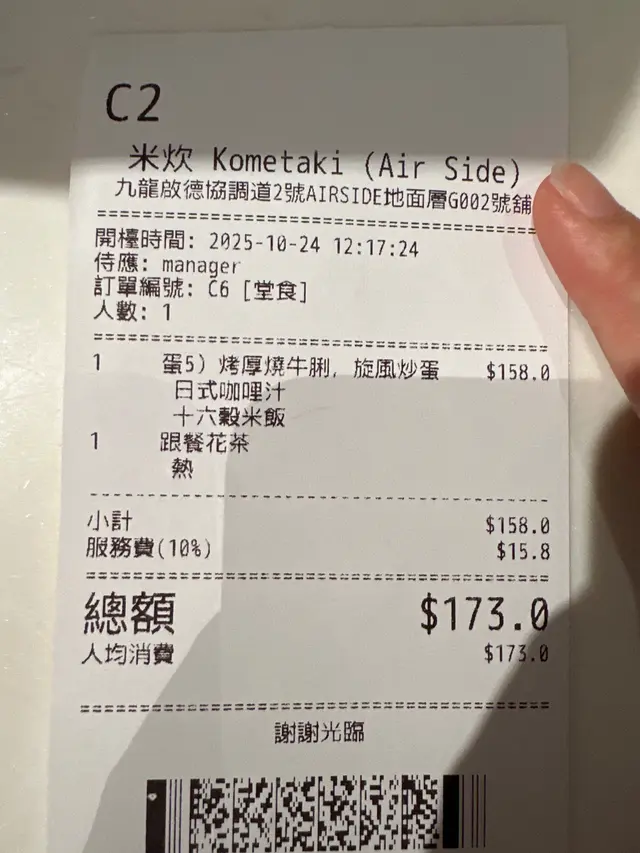 C2
米炊 Kometaki (Air Side)
九龍啟德協調道2號AIRSIDE地面層G002號舖
開檯時間: 2025-10-24 12:17:24
侍應: manager
訂單編號: C6 [堂食]
人數: 1
1 蛋5) 烤厚燒牛脷, 旋風炒蛋 $158.0
日式咖哩汁
十六穀米飯
1 跟餐花茶
熱
小計 $158.0
服務費(10%) $15.8
總額 $173.0
人均消費 $173.0
謝謝光臨